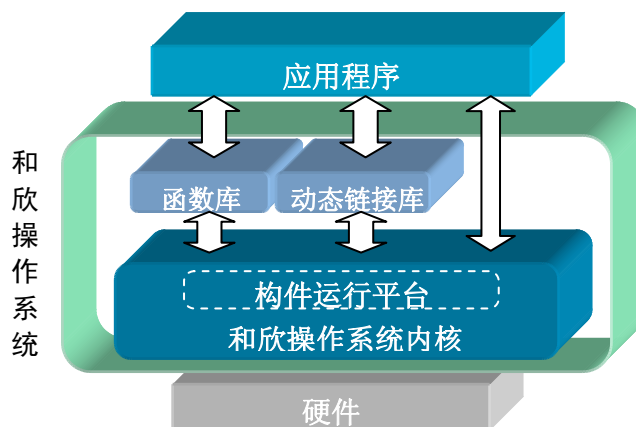 应用程序
和欣操作系统
函数库
动态链接库
构件运行平台
和欣操作系统内核
硬件